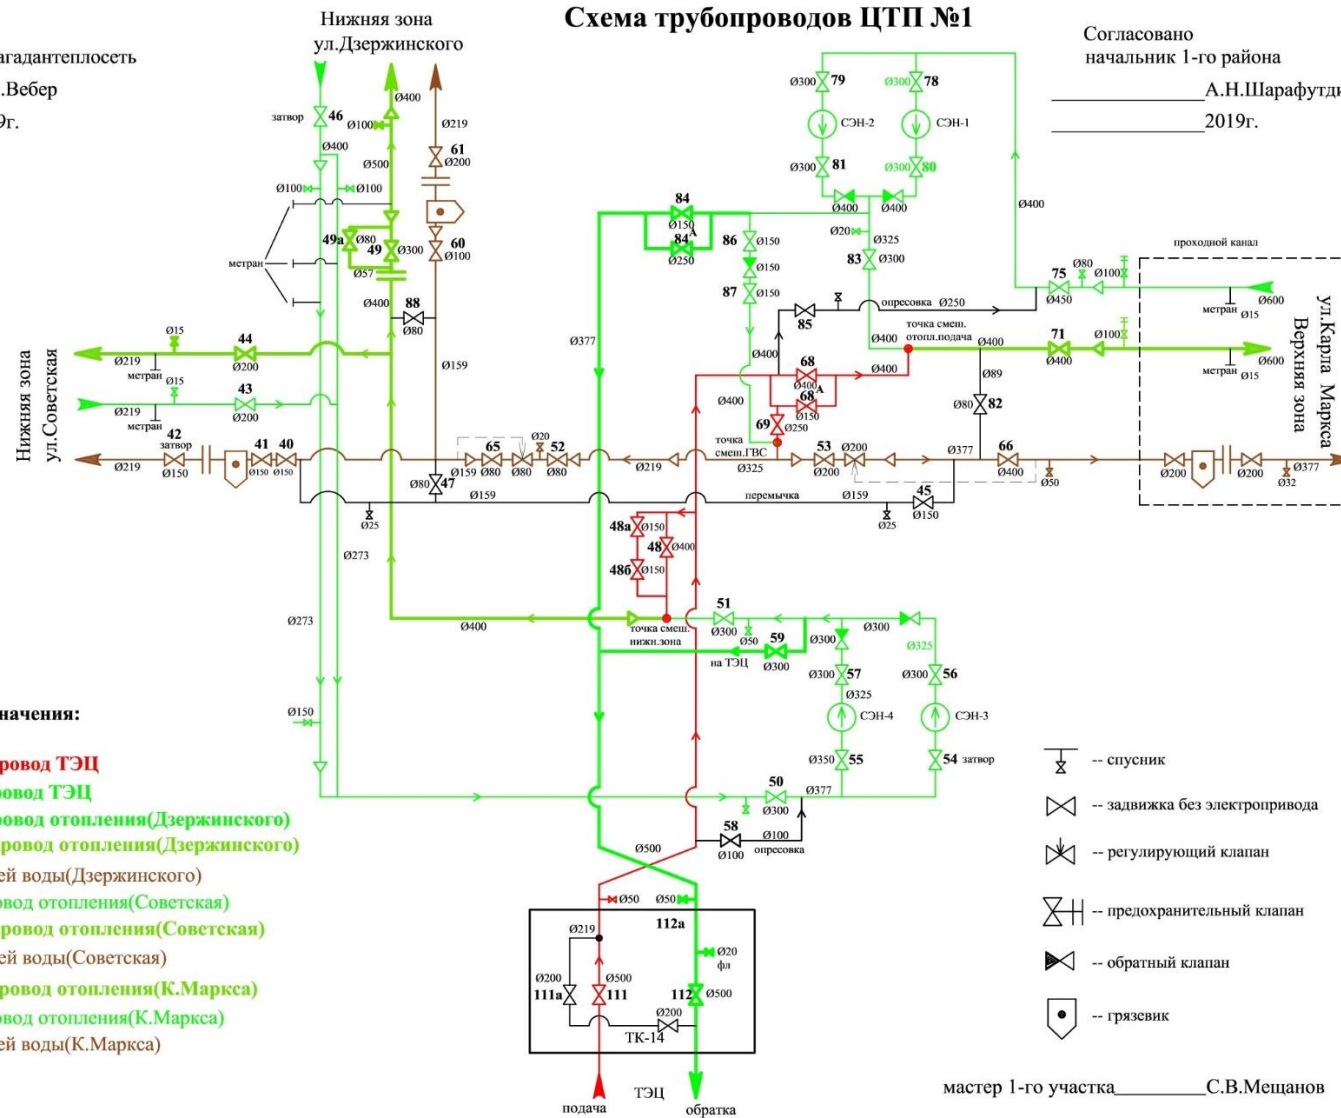 Схема трубопроводов ЦТП №1
агадантеплосеть
.Вебер
9г.
Нижняя зона
ул.Дзержинского
Согласовано
начальник 1-го района
А.Н.Шарафутди
2019г.
затвор
46
Ø400
Ø100
Ø100
Ø400
Ø100
Ø500
Ø219
61
Ø200
49а
Ø80
49
Ø300
Ø57
Ø400
60
Ø100
88
Ø80
Ø159
метран
Ø300
79
Ø300
78
СЭН-2
СЭН-1
Ø300
81
Ø300
80
Ø400
Ø400
Ø20
Ø325
83
Ø300
84
Ø150
84А
Ø250
86
Ø150
Ø150
87
Ø150
Ø400
проходной канал
75
Ø450
Ø80
Ø100
Ø600
Ø15
опресовка
Ø250
85
точка смеш.
отопл.подача
Ø400
Ø400
71
Ø400
Ø100
Ø600
метран
Ø15
ул.Карла Маркса
Верхняя зона
Нижняя зона
ул.Советская
Ø15
44
Ø219
Ø200
метран
Ø15
43
Ø219
Ø200
метран
Ø377
Ø400
68
Ø400
Ø400
68А
Ø150
69
Ø250
Ø400
Ø89
Ø80
82
42
затвор
Ø219
Ø150
41
40
Ø150
Ø150
65
Ø159
Ø80
Ø80
Ø20
52
Ø80
Ø219
точка
смеш.ГВС
Ø325
53
Ø200
Ø200
Ø377
66
Ø400
Ø50
Ø200
Ø200
Ø377
Ø32
Ø80
47
Ø159
Ø25
перемычка
Ø159
Ø25
45
Ø150
48а
Ø150
48
Ø400
48б
Ø150
Ø273
Ø273
Ø400
точка смеш.
нижн.зона
51
Ø300
Ø50
59
Ø300
на ТЭЦ
Ø300
Ø300
Ø325
Ø300
57
Ø325
Ø300
56
СЭН-4
СЭН-3
Ø350
55
54
затвор
Ø150
50
Ø300
Ø377
58
Ø100
Ø100
опресовка
Ø500
Ø50
Ø50
Ø219
112а
Ø20
фл
Ø200
111а
Ø500
111
112
Ø500
Ø200
ТК-14
ТЭЦ
подача
обратка
начения:
ровод ТЭЦ
ровод ТЭЦ
провод отопления(Дзержинского)
провод отопления(Дзержинского)
ей воды(Дзержинского)
овод отопления(Советская)
провод отопления(Советская)
ей воды(Советская)
ровод отопления(К.Маркса)
овод отопления(К.Маркса)
ей воды(К.Маркса)
-- спусник
-- задвижка без электропривода
-- регулирующий клапан
-- предохранительный клапан
-- обратный клапан
-- грязевик
мастер 1-го участка С.В.Мещанов